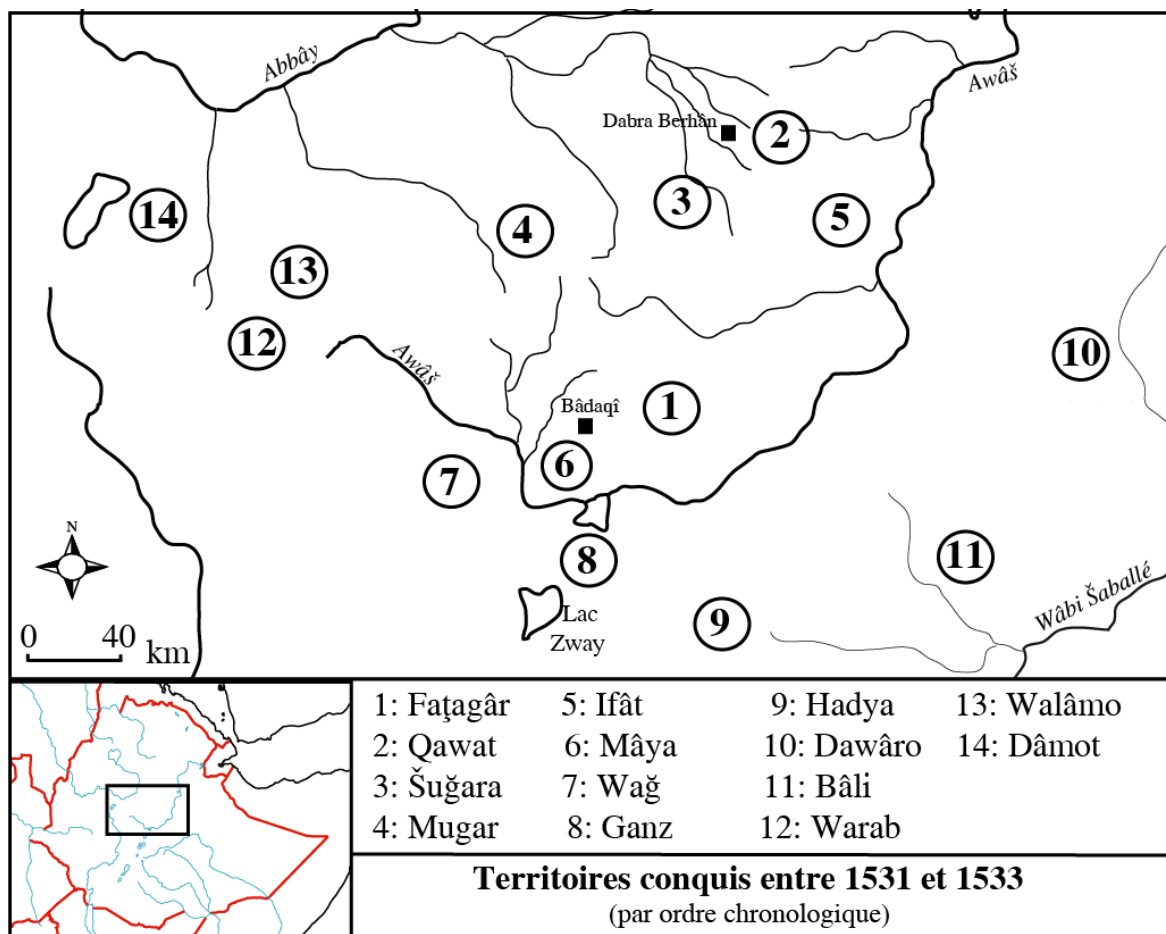 Abbây
Awâš
Dabra Berhân
2
14
3
5
4
13
12
10
Awâš
Bâdaqî
1
6
7
N
8
11
Wâbi Šaballé
0 40 km
Lac
Zway
9
1: Faţagâr 5: Ifât 9: Hadya 13: Walâmo
2: Qawat 6: Mâya 10: Dawâro 14: Dâmot
3: Šuğara 7: Wağ 11: Bâli
4: Mugar 8: Ganz 12: Warab
Territoires conquis entre 1531 et 1533
(par ordre chronologique)